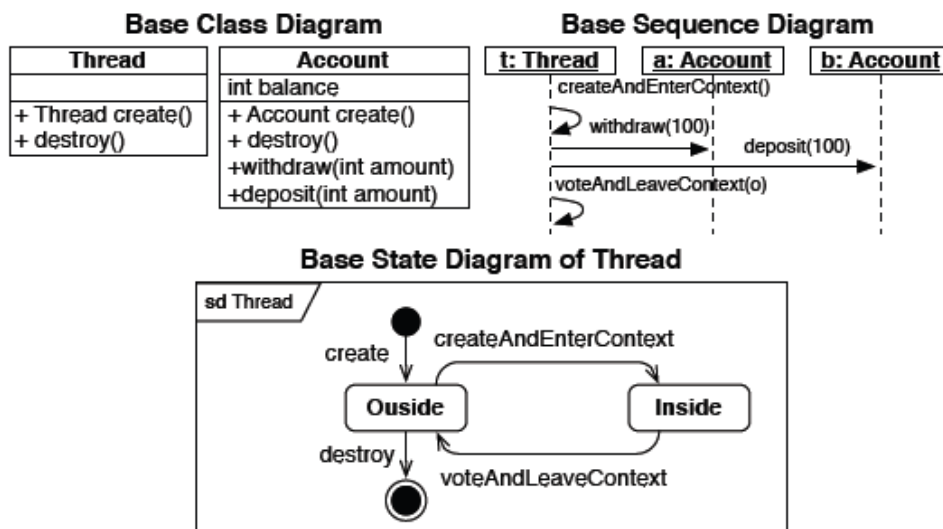 Base Class Diagram
Thread
+ Thread create()
+ destroy()
Account
int balance
+ Account create()
+ destroy()
+withdraw(int amount)
+deposit(int amount)
Base Sequence Diagram
t: Thread
a: Account
b: Account
createAndEnterContext()
withdraw(100)
deposit(100)
voteAndLeaveContext(o)
Base State Diagram of Thread
sd Thread
create
createAndEnterContext
Ouside
Inside
destroy
voteAndLeaveContext